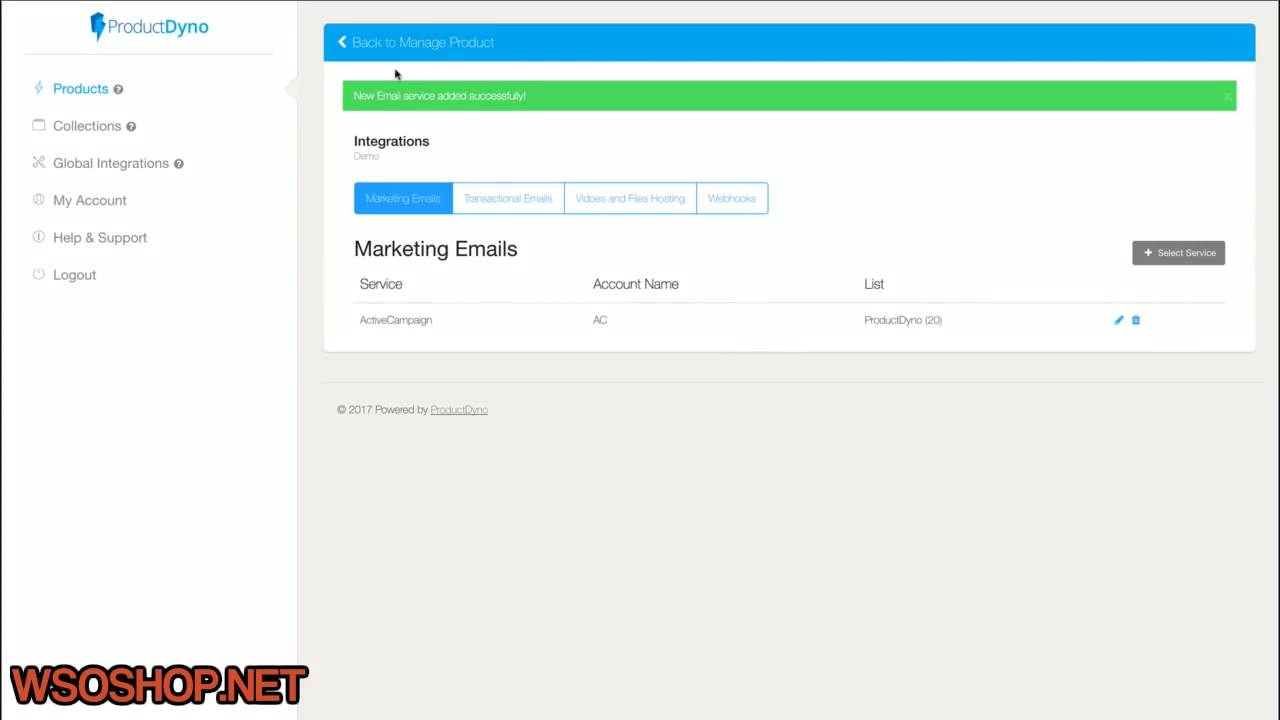 ProductDyno
Products
Collections
Global Integrations
My Account
Help & Support
Logout
Back to Manage Product
New Email service added successfully!
Integrations
Demo
Marketing Emails Transactional Emails Vidoes and Files Hosting Webhooks
Marketing Emails
+ Select Service
Service Account Name List
ActiveCampaign AC ProductDyno (20)
© 2017 Powered by ProductDyno
WSOSHOP.NET